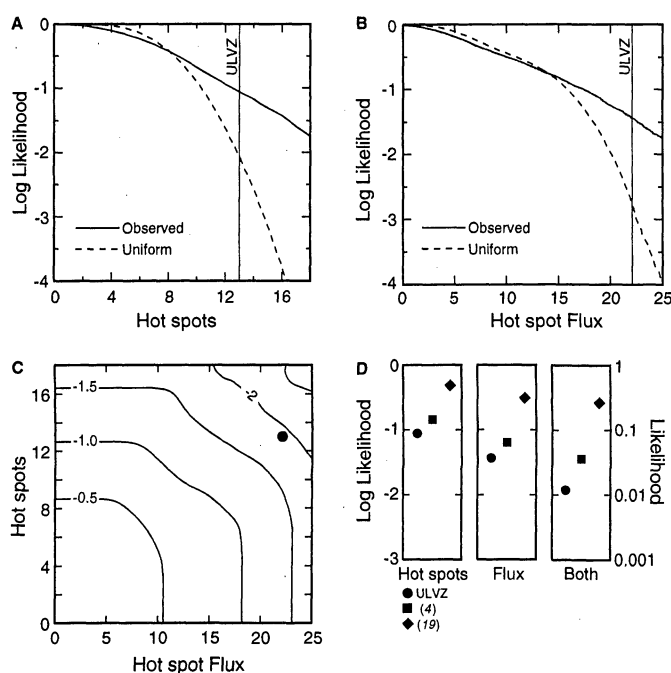 A
Log Likelihood
0
-1
-2
-3
-4
ULVZ
Observed
Uniform
0 4 8 12 16
Hot spots
B
Log Likelihood
0
-1
-2
-3
-4
ULVZ
Observed
Uniform
0 5 10 15 20 25
Hot spot Flux
C
Hot spots
16
12
8
4
0
-1.5
-1.0
-0.5
-2
0 5 10 15 20 25
Hot spot Flux
D
Log Likelihood
0
-1
-2
-3
1
0.1
0.01
0.001
Likelihood
Hot spots Flux Both
ULVZ
(4)
(19)